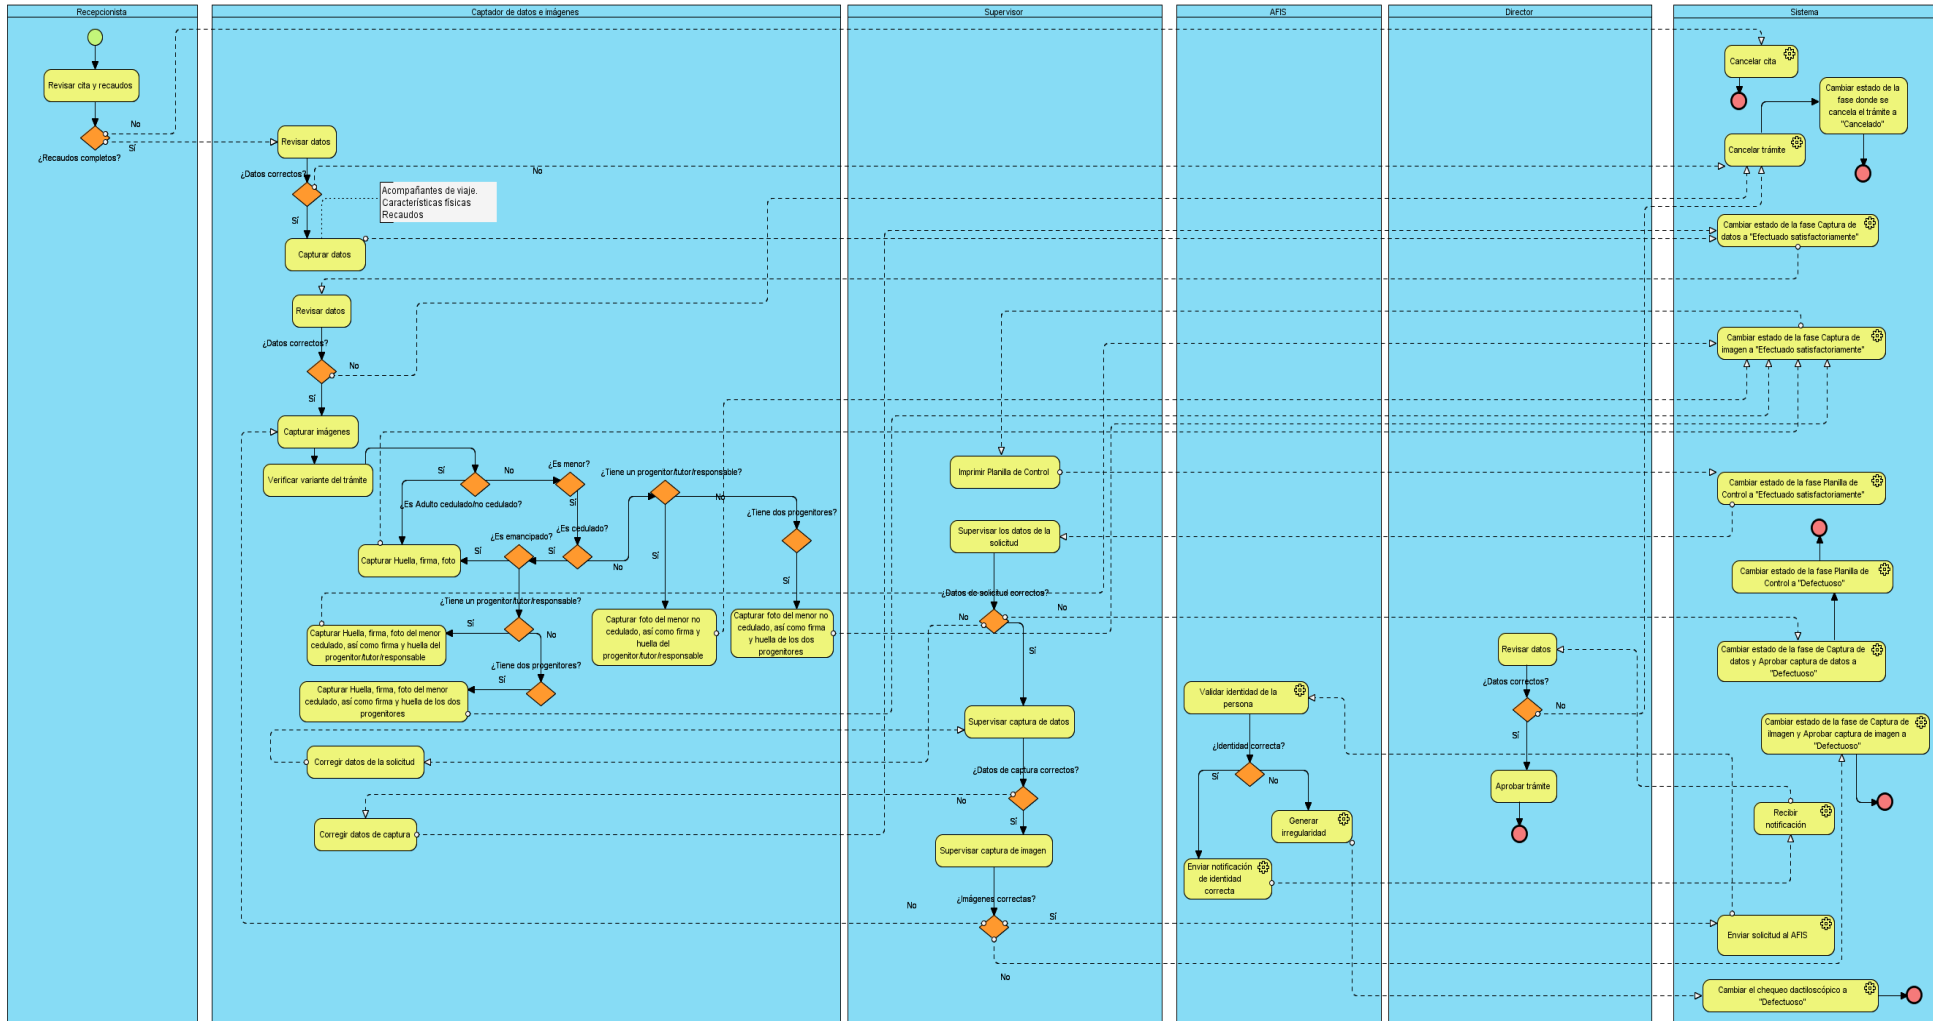 Recepcionista
Captador de datos e imágenes
Supervisor
AFIS
Director
Sistema
Revisar cita y recaudos
No
Sí
¿Recaudos completos?
Revisar datos
¿Datos correctos?
No
Sí
Acompañantes de viaje.
Características físicas
Recaudos
Capturar datos
Revisar datos
¿Datos correctos?
No
Sí
Capturar imágenes
Verificar variante del trámite
Sí
No
¿Es Adulto cedulado/no cedulado?
¿Es menor?
Sí
¿Es cedulado?
Sí
No
¿Es emancipado?
Sí
Capturar Huella, firma, foto
¿Tiene un progenitor/tutor/responsable?
No
Sí
¿Tiene dos progenitores?
Sí
¿Tiene un progenitor/tutor/responsable?
Sí
No
Capturar Huella, firma, foto del menor
cedulado, así como firma y huella del
progenitor/tutor/responsable
Capturar foto del menor no
cedulado, así como firma y
huella del
progenitor/tutor/responsable
Capturar foto del menor no
cedulado, así como firma
y huella de los dos
progenitores
¿Tiene dos progenitores?
Sí
Capturar Huella, firma, foto del menor
cedulado, así como firma y huella de los dos
progenitores
Corregir datos de la solicitud
Corregir datos de captura
No
Imprimir Planilla de Control
Supervisar los datos de la
solicitud
¿Datos de solicitud correctos?
No
No
Sí
Supervisar captura de datos
¿Datos de captura correctos?
No
Sí
Supervisar captura de imagen
¿Imágenes correctas?
Sí
No
Validar identidad de la
persona
¿Identidad correcta?
Sí
No
Generar
irregularidad
Enviar notificación
de identidad
correcta
Revisar datos
¿Datos correctos?
No
Sí
Aprobar trámite
Cancelar cita
Cambiar estado de la
fase donde se
cancela el trámite a
"Cancelado"
Cancelar trámite
Cambiar estado de la fase Captura de
datos a "Efectuado satisfactoriamente"
Cambiar estado de la fase Captura de
imagen a "Efectuado satisfactoriamente"
Cambiar estado de la fase Planilla de
Control a "Efectuado satisfactoriamente"
Cambiar estado de la fase Planilla de
Control a "Defectuoso"
Cambiar estado de la fase de Captura de
datos y Aprobar captura de datos a
"Defectuoso"
Cambiar estado de la fase de Captura de
iImagen y Aprobar captura de imagen a
"Defectuoso"
Recibir
notificación
Enviar solicitud al AFIS
Cambiar el chequeo dactiloscópico a
"Defectuoso"